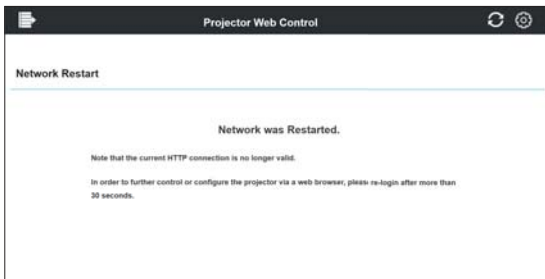 Projector Web Control
Network Restart
Network was Restarted.
Note that the current HTTP connection is no longer valid.
In order to further control or configure the projector via a web browser, please re-login after more than
30 seconds.